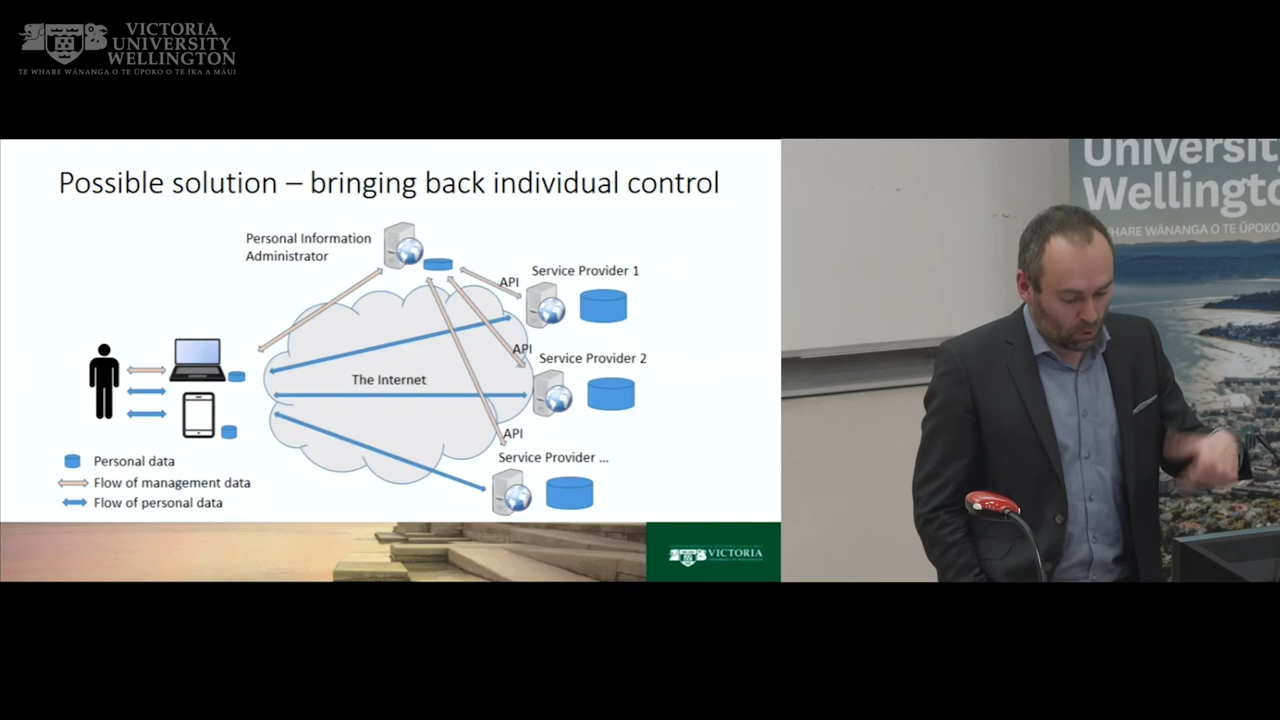 VICTORIA
UNIVERSITY
WELLINGTON
TE WHARE WĀNANGA O TE ŪPOKO O TE IKA A MĀUI
Possible solution – bringing back individual control
Personal Information
Administrator
API
Service Provider 1
API
Service Provider 2
The Internet
API
Service Provider ...
Personal data
Flow of management data
Flow of personal data
VICTORIA
University
Wellington
WHARE WĀNANGA O TE ŪPOKO